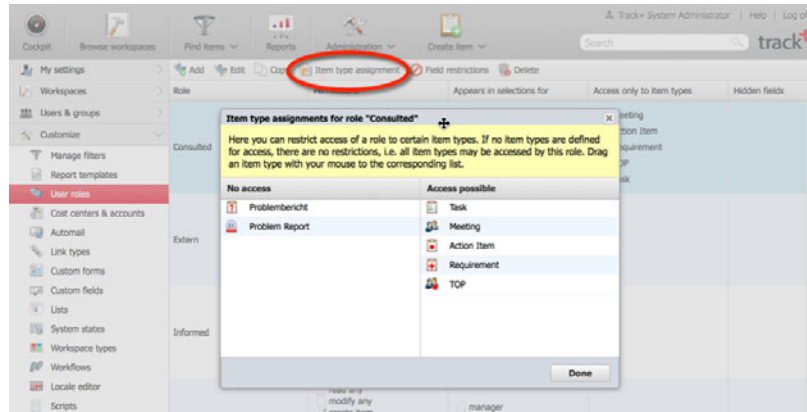 Track+ System Administrator | Help | Log of
Cockpit Browse workspaces Find items Reports Administration Create item
Search
track+
My settings
Add Edit Copy Item type assignment Field restrictions Delete
Workspaces
Role Appears in selections for Access only to item types Hidden fields
Users & groups
Customize
Manage filters
Report templates
User roles
Cost centers & accounts
Automail
Link types
Custom forms
Custom fields
Lists
System states
Workspace types
Workflows
Locale editor
Scripts
Consulted
Extern
Informed
Item type assignments for role "Consulted"
Here you can restrict access of a role to certain item types. If no item types are defined
for access, there are no restrictions, i.e. all item types may be accessed by this role. Drag
an item type with your mouse to the corresponding list.
No access Access possible
Problembericht Task
Problem Report Meeting
Action Item
Requirement
TOP
Done
modify any
create item
manager